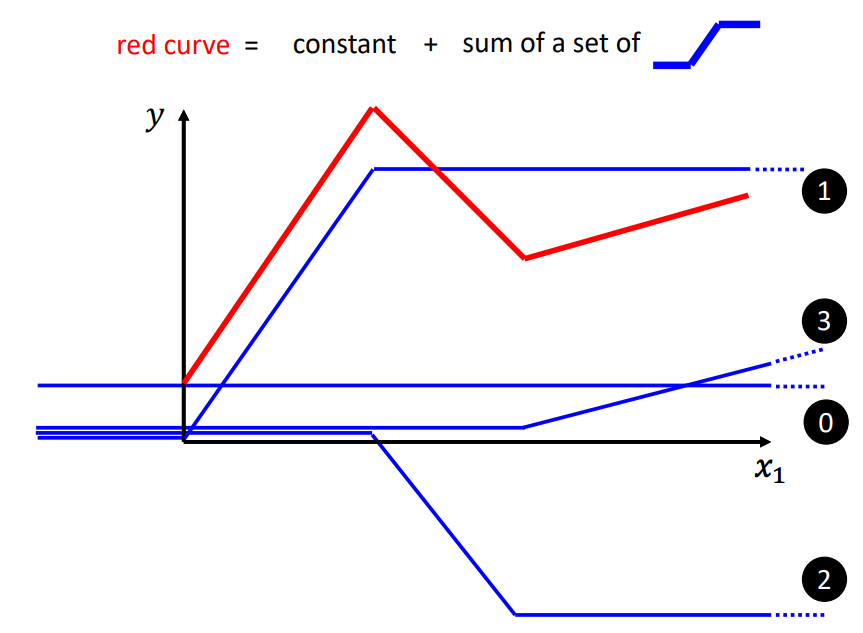 red curve = constant + sum of a set of
y
1
3
0
x₁
2